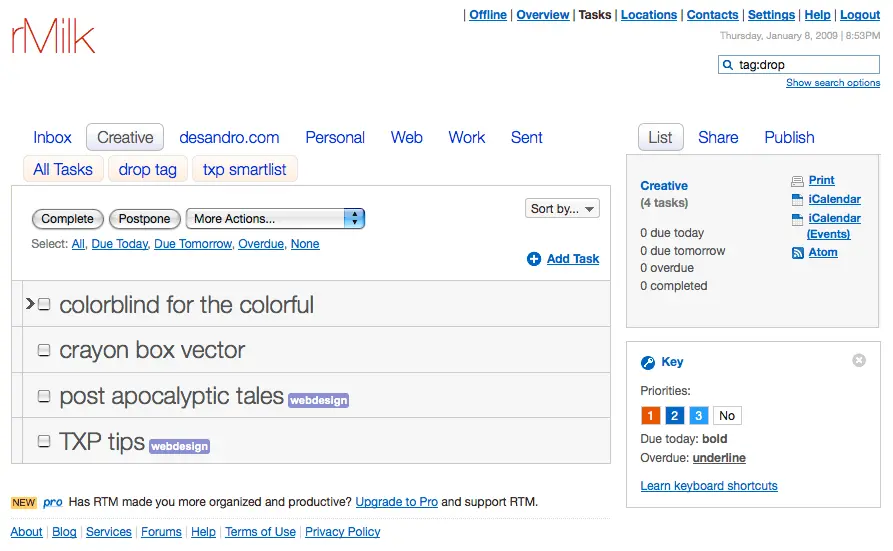 | Offline | Overview | Tasks | Locations | Contacts | Settings | Help | Logout
rMilk
Thursday, January 8, 2009 | 8:53PM
tag:drop
Show search options
Inbox Creative desandro.com Personal Web Work Sent
All Tasks drop tag txp smartlist
Complete Postpone More Actions... Sort by...
Select: All, Due Today, Due Tomorrow, Overdue, None
Add Task
colorblind for the colorful
crayon box vector
post apocalyptic tales webdesign
TXP tips webdesign
List Share Publish
Creative
(4 tasks)
0 due today
0 due tomorrow
0 overdue
0 completed
Print
iCalendar
iCalendar
(Events)
Atom
Key
Priorities:
1 2 3 No
Due today: bold
Overdue: underline
Learn keyboard shortcuts
NEW pro Has RTM made you more organized and productive? Upgrade to Pro and support RTM.
About | Blog | Services | Forums | Help | Terms of Use | Privacy Policy